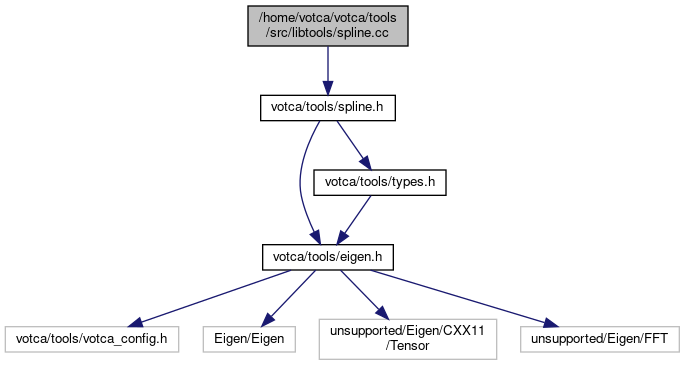 /home/votca/votca/tools
/src/libtools/spline.cc
votca/tools/spline.h
votca/tools/types.h
votca/tools/eigen.h
votca/tools/votca_config.h
Eigen/Eigen
unsupported/Eigen/CXX11
/Tensor
unsupported/Eigen/FFT